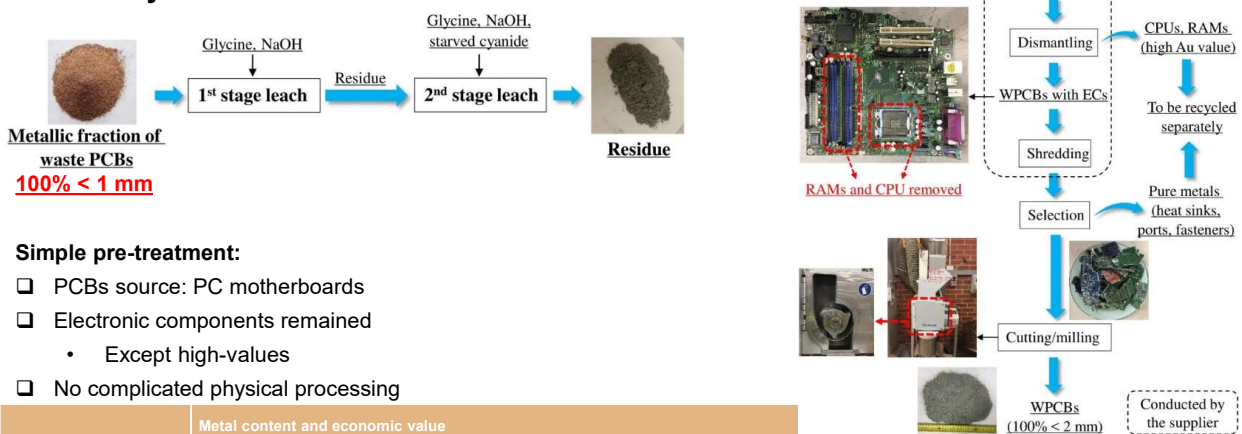 Glycine, NaOH
1st stage leach
Residue
Glycine, NaOH,
starved cyanide
2nd stage leach
Metallic fraction of
waste PCBs
100% < 1 mm
Residue
Simple pre-treatment:
❑ PCBs source: PC motherboards
❑ Electronic components remained
• Except high-values
❑ No complicated physical processing
Metal content and economic value
RAMs and CPU removed
Dismantling
CPUs, RAMs
(high Au value)
WPCBs with ECs
To be recycled
separately
Shredding
Selection
Pure metals
(heat sinks,
ports, fasteners)
Cutting/milling
WPCBs
(100% < 2 mm)
Conducted by
the supplier